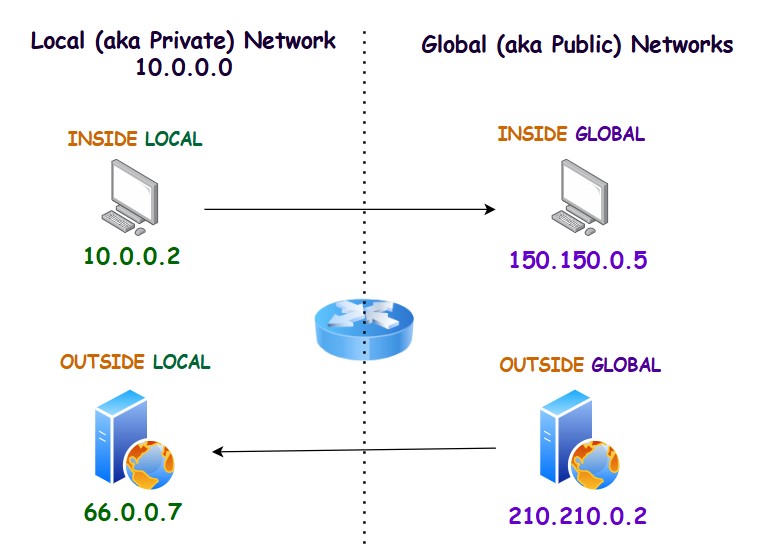 Local (aka Private) Network
10.0.0.0
Global (aka Public) Networks
INSIDE LOCAL
INSIDE GLOBAL
10.0.0.2
150.150.0.5
OUTSIDE LOCAL
OUTSIDE GLOBAL
66.0.0.7
210.210.0.2